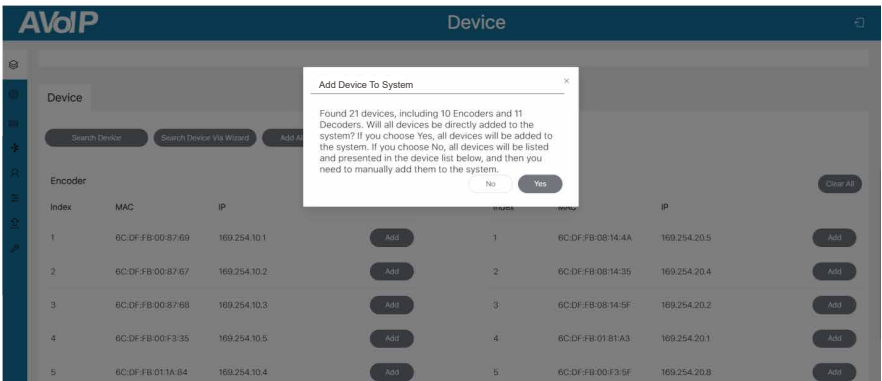 AVoIP
Device
Add Device To System
×
Found 21 devices, including 10 Encoders and 11
Decoders. Will all devices be directly added to the
system? If you choose Yes, all devices will be added to
the system. If you choose No, all devices will be listed
and presented in the device list below, and then you
need to manually add them to the system.
No Yes
Device
Search Device Search Device Via Wizard Add
Encoder Clear All
Index MAC IP Index MAC IP
1 6C:DF:FB:00:87:69 169.254.10.1 Add 1 6C:DF:FB:08:14:4A 169.254.20.5 Add
2 6C:DF:FB:00:87:67 169.254.10.2 Add 2 6C:DF:FB:08:14:35 169.254.20.4 Add
3 6C:DF:FB:00:87:68 169.254.10.3 Add 3 6C:DF:FB:08:14:5F 169.254.20.2 Add
4 6C:DF:FB:00:F3:35 169.254.10.5 Add 4 6C:DF:FB:01:81:A3 169.254.20.1 Add
5 6C:DF:FB:01:1A:84 169.254.10.4 Add 5 6C:DF:FB:00:F3:5F 169.254.20.8 Add